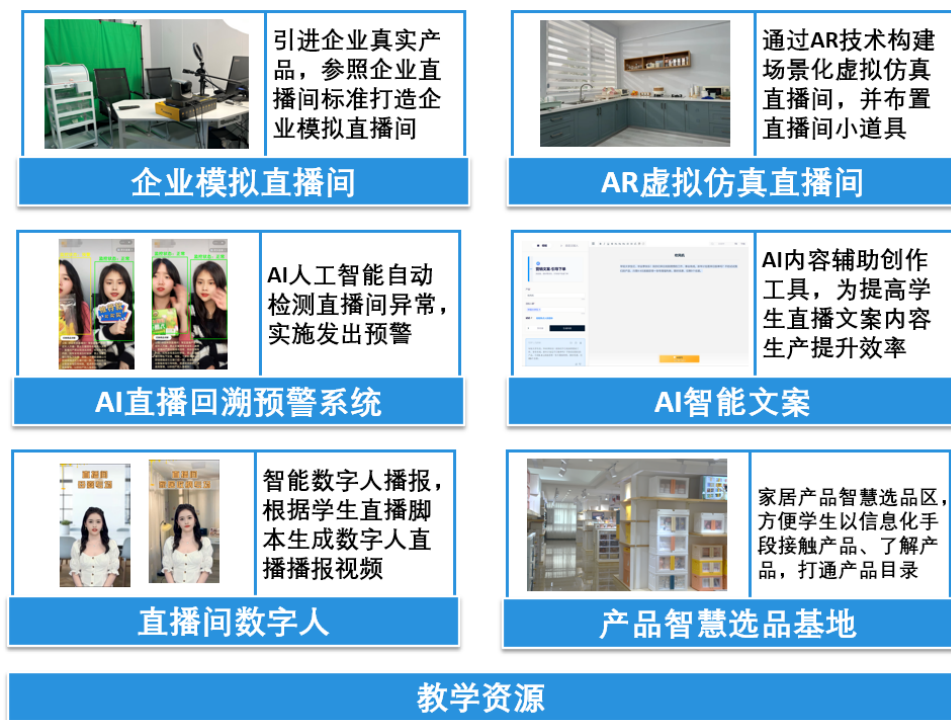 引进企业真实产
品，参照企业直
播间标准打造企
业模拟直播间
企业模拟直播间
通过AR技术构建
场景化虚拟仿真
直播间，并布置
直播间小道具
AR虚拟仿真直播间
AI人工智能自动
检测直播间异常，
实施发出预警
AI直播回溯预警系统
AI内容辅助创作
工具，为提高学
生直播文案内容
生产提升效率
AI智能文案
智能数字人播报，
根据学生直播脚
本生成数字人直
播播报视频
直播间数字人
家居产品智慧选品区，
方便学生以信息化手
段接触产品、了解产
品，打通产品目录
产品智慧选品基地
教学资源